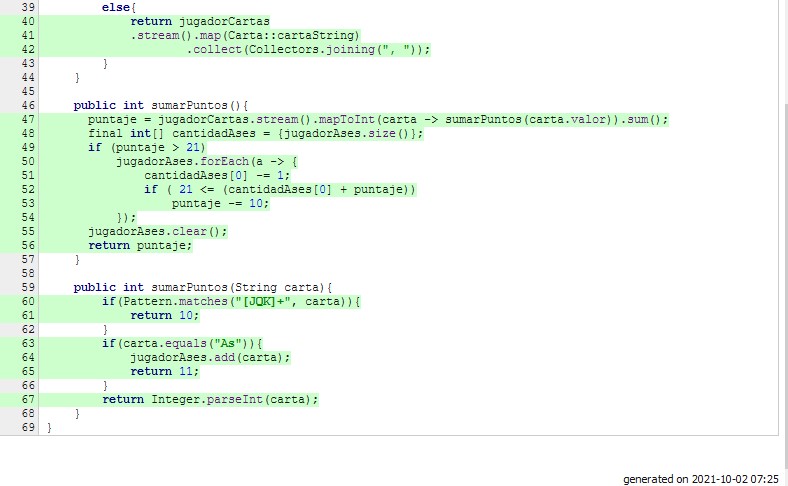 39 else{
40 return jugadorCartas
41 .stream().map(Carta::cartaString)
42 .collect(Collectors.joining(", "));
43 }
44 }
45
46 public int sumarPuntos(){
47 puntaje = jugadorCartas.stream().mapToInt(carta -> sumarPuntos(carta.valor)).sum();
48 final int[] cantidadAses = {jugadorAses.size()};
49 if (puntaje > 21)
50 jugadorAses.forEach(a -> {
51 cantidadAses[0] -= 1;
52 if ( 21 <= (cantidadAses[0] + puntaje))
53 puntaje -= 10;
54 });
55 jugadorAses.clear();
56 return puntaje;
57 }
58
59 public int sumarPuntos(String carta){
60 if(Pattern.matches("[JQK]+", carta)){
61 return 10;
62 }
63 if(carta.equals("As")){
64 jugadorAses.add(carta);
65 return 11;
66 }
67 return Integer.parseInt(carta);
68 }
69 }
generated on 2021-10-02 07:25